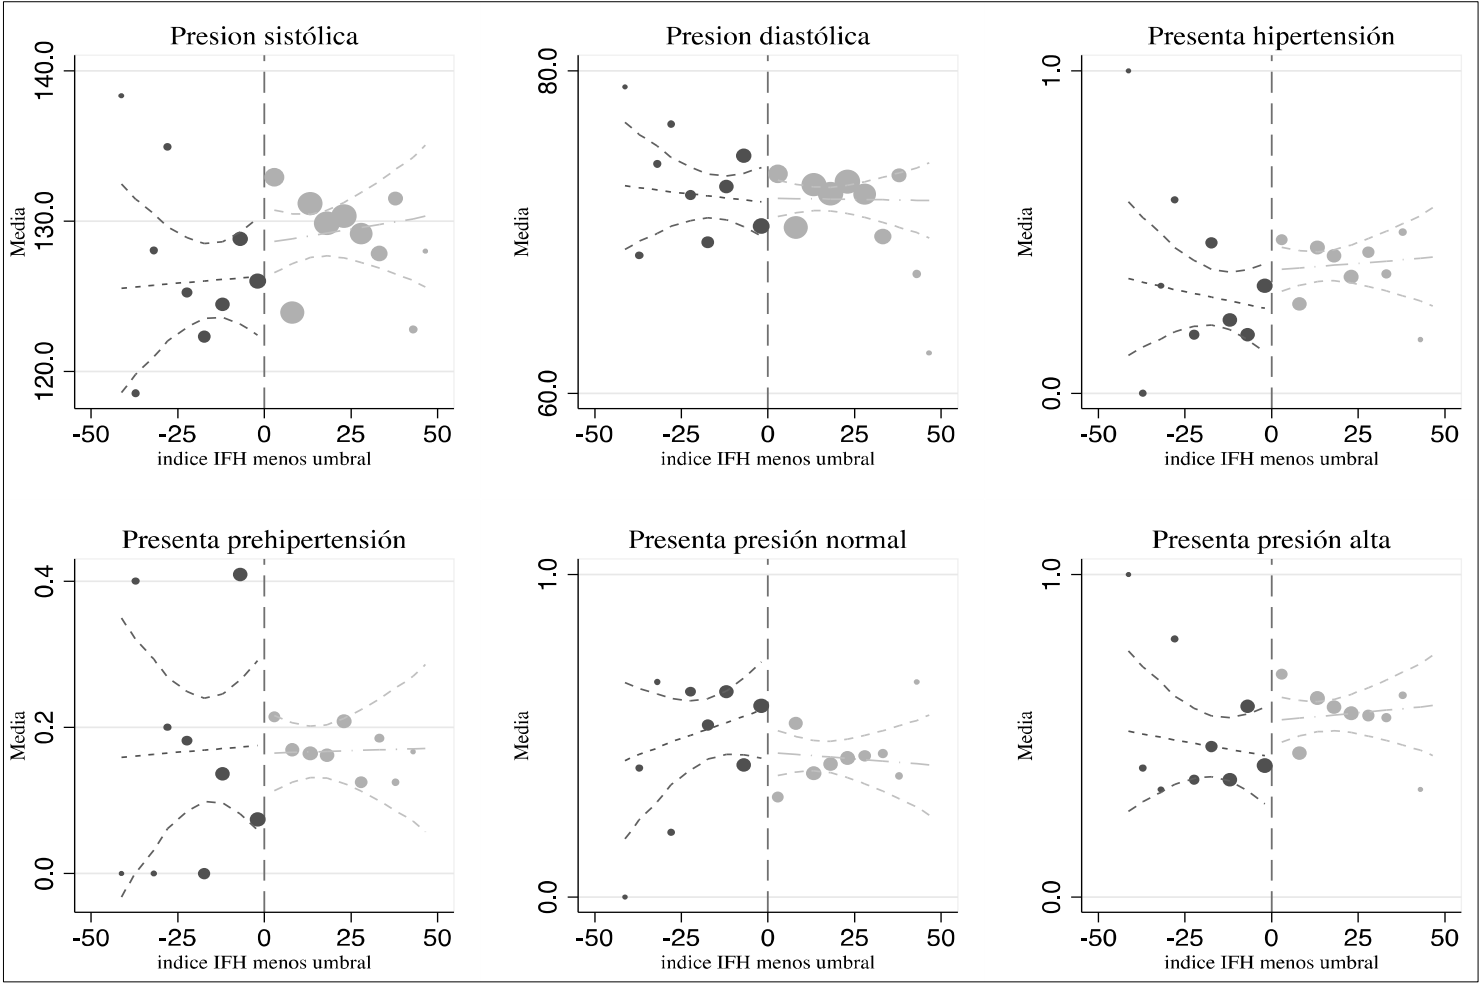 Presion sistólica
Presion diastólica
Presenta hipertensión
140.0
130.0
120.0
Media
-50 -25 0 25 50
indice IFH menos umbral
80.0
60.0
Media
-50 -25 0 25 50
indice IFH menos umbral
1.0
0.0
Media
-50 -25 0 25 50
indice IFH menos umbral
Presenta prehipertensión
Presenta presión normal
Presenta presión alta
0.4
0.2
0.0
Media
-50 -25 0 25 50
indice IFH menos umbral
1.0
0.0
Media
-50 -25 0 25 50
indice IFH menos umbral
1.0
0.0
Media
-50 -25 0 25 50
indice IFH menos umbral